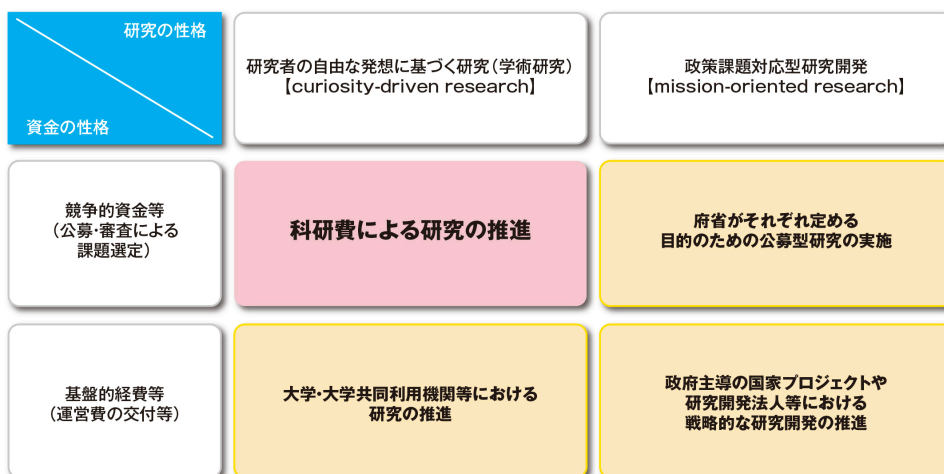 研究の性格
資金の性格
研究者の自由な発想に基づく研究(学術研究)
【curiosity-driven research】
政策課題対応型研究開発
【mission-oriented research】
競争的資金等
(公募・審査による
課題選定)
科研費による研究の推進
府省がそれぞれ定める
目的のための公募型研究の実施
基盤的経費等
(運営費の交付等)
大学・大学共同利用機関等における
研究の推進
政府主導の国家プロジェクトや
研究開発法人等における
戦略的な研究開発の推進